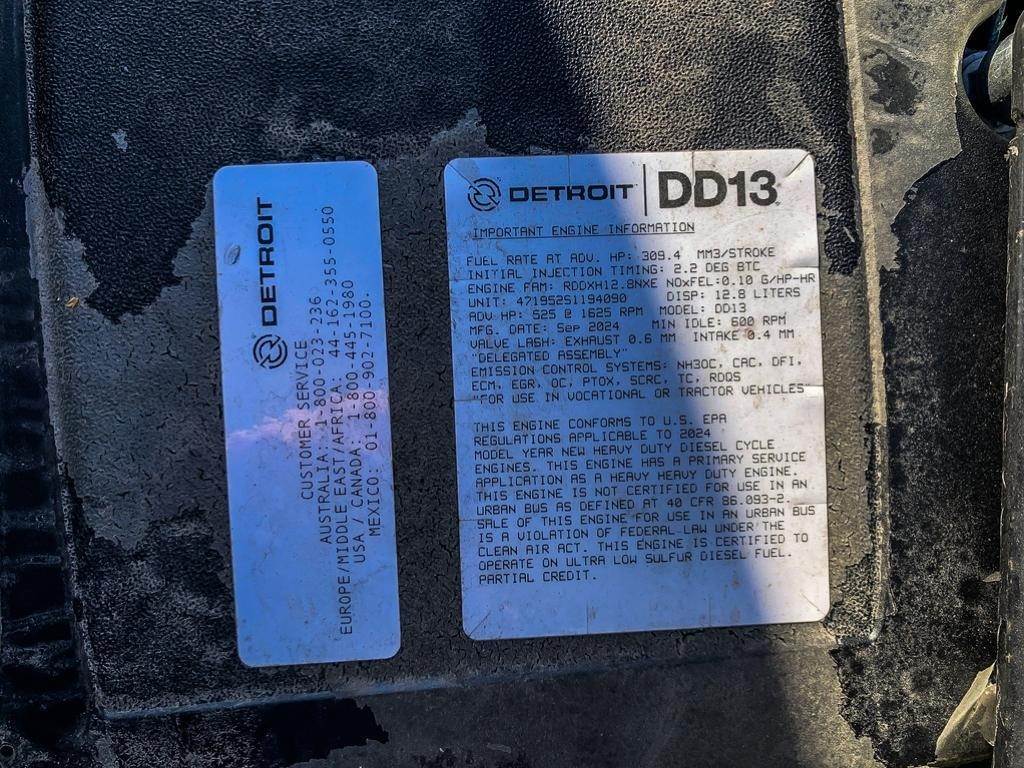 DETROIT
CUSTOMER SERVICE
AUSTRALIA: 1-800-023-236
EUROPE/MIDDLE EAST/AFRICA: 44-162-355-0550
USA / CANADA: 1-800-445-1980
MEXICO: 01-800-902-7100.
DETROIT DD13
IMPORTANT ENGINE INFORMATION
FUEL RATE AT ADV. HP: 309.4 MM3/STROKE
INITIAL INJECTION TIMING: 2.2 DEG BTC
ENGINE FAM: RDDXH12.8NXE NOxFEL:0.10 G/HP-HR
UNIT: 471952S1194090 DISP: 12.8 LITERS
ADV HP: 525 @ 1625 RPM MODEL: DD13
MFG. DATE: Sep 2024 MIN IDLE: 600 RPM
VALVE LASH: EXHAUST 0.6 MM INTAKE 0.4 MM
"DELEGATED ASSEMBLY"
EMISSION CONTROL SYSTEMS: NH3OC, CAC, DFI,
ECM, EGR, OC, PTOX, SCRC, TC, RDQS
"FOR USE IN VOCATIONAL OR TRACTOR VEHICLES"
THIS ENGINE CONFORMS TO U.S. EPA
REGULATIONS APPLICABLE TO 2024
MODEL YEAR NEW HEAVY DUTY DIESEL CYCLE
ENGINES. THIS ENGINE HAS A PRIMARY SERVICE
APPLICATION AS A HEAVY HEAVY DUTY ENGINE.
THIS ENGINE IS NOT CERTIFIED FOR USE IN AN
URBAN BUS AS DEFINED AT 40 CFR 86.093-2.
SALE OF THIS ENGINE FOR USE IN AN URBAN BUS
IS A VIOLATION OF FEDERAL LAW UNDER THE
CLEAN AIR ACT. THIS ENGINE IS CERTIFIED TO
OPERATE ON ULTRA LOW SULFUR DIESEL FUEL.
PARTIAL CREDIT.